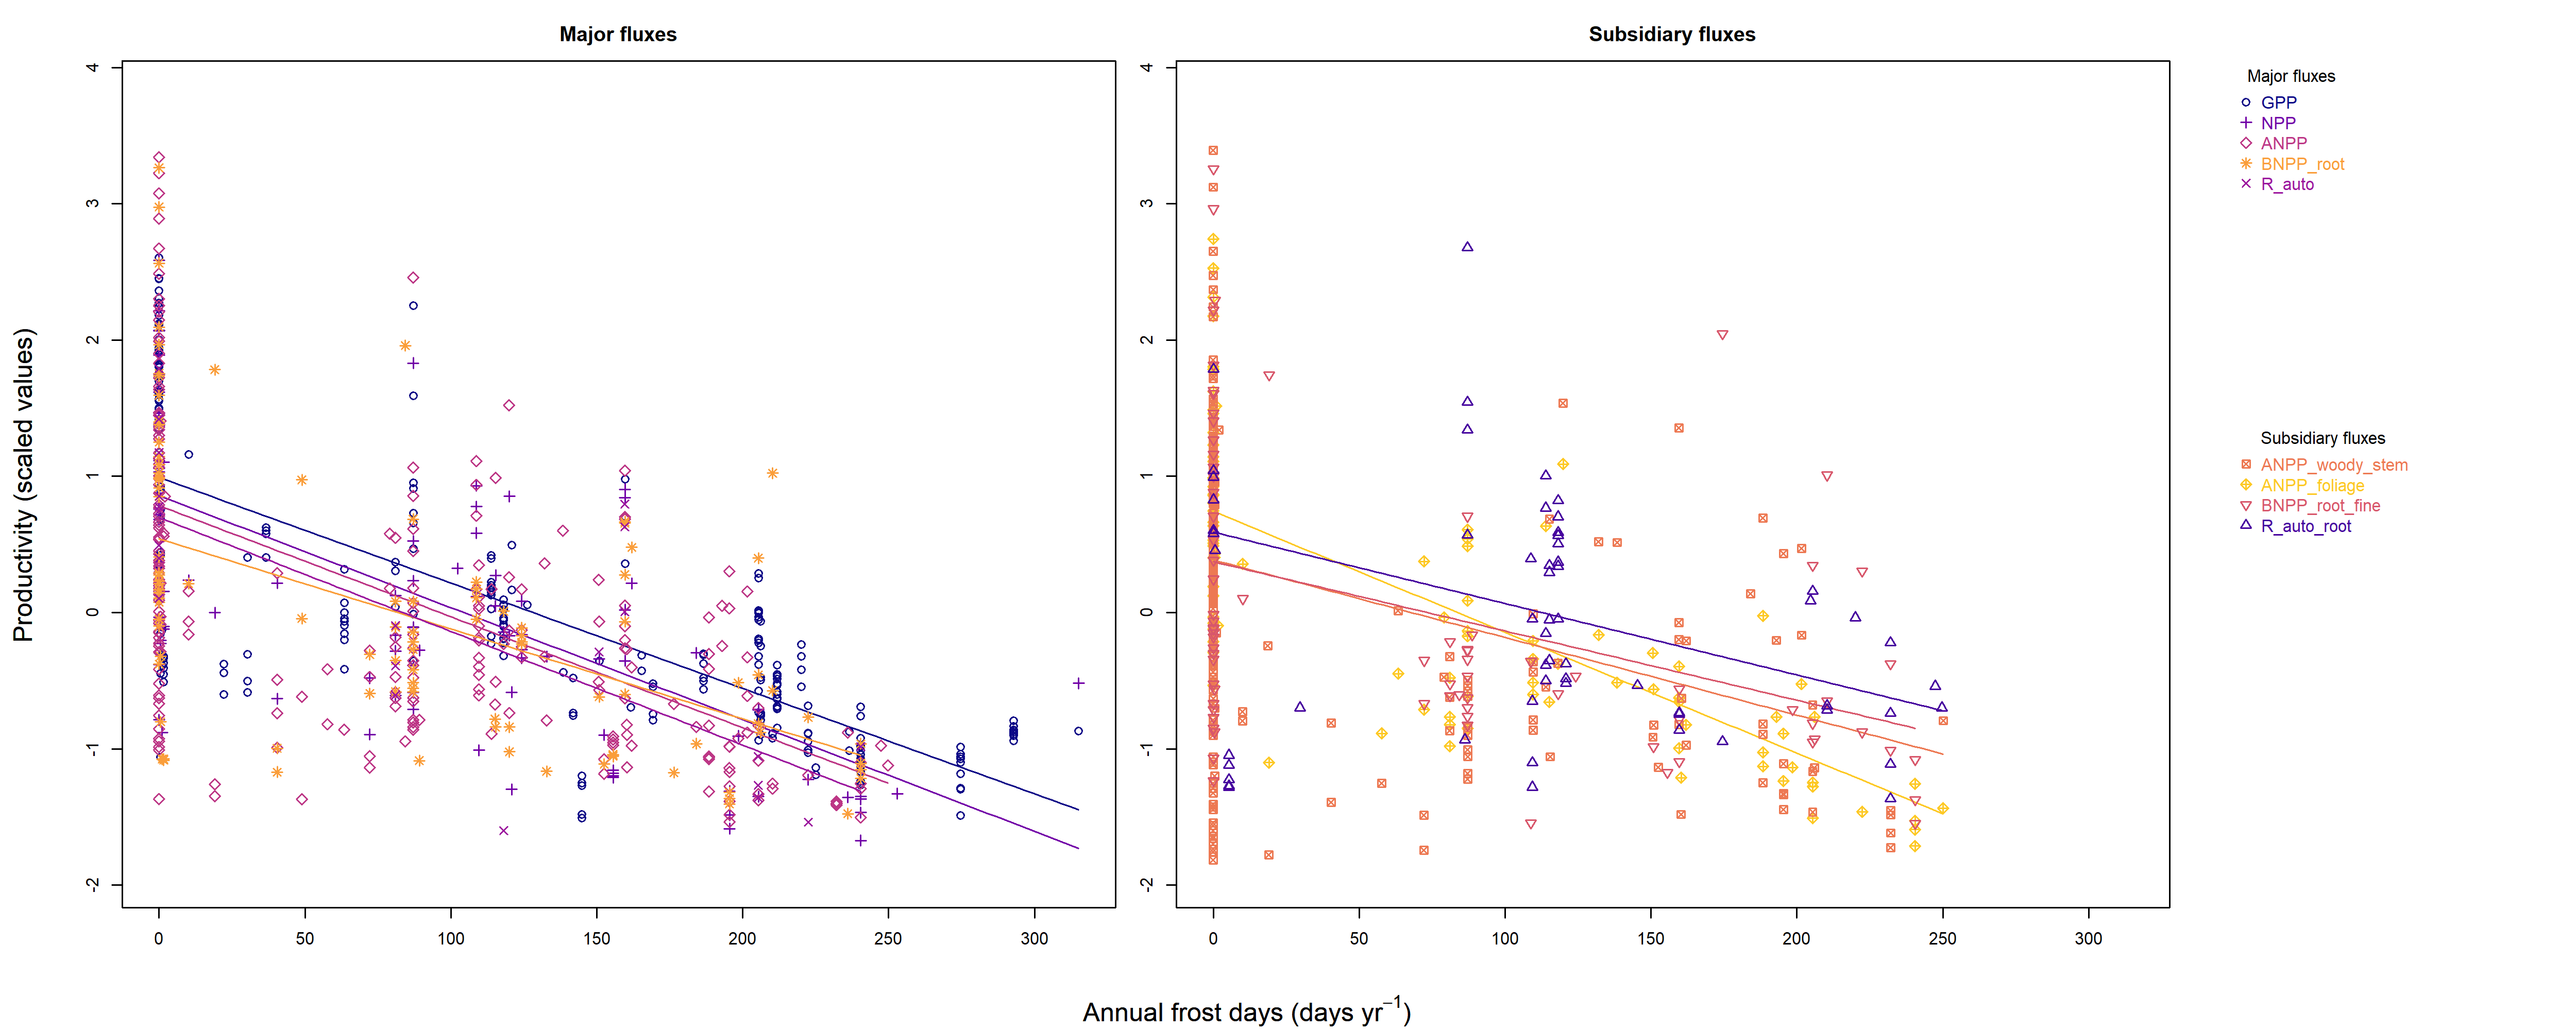 Major fluxes
Subsidiary fluxes
Productivity (scaled values)
4
3
2
1
0
-1
-2
0 50 100 150 200 250 300
4
3
2
1
0
-1
-2
0 50 100 150 200 250 300
Annual frost days (days yr⁻¹)
Major fluxes
GPP
NPP
ANPP
BNPP_root
R_auto
Subsidiary fluxes
ANPP_woody_stem
ANPP_foliage
BNPP_root_fine
R_auto_root